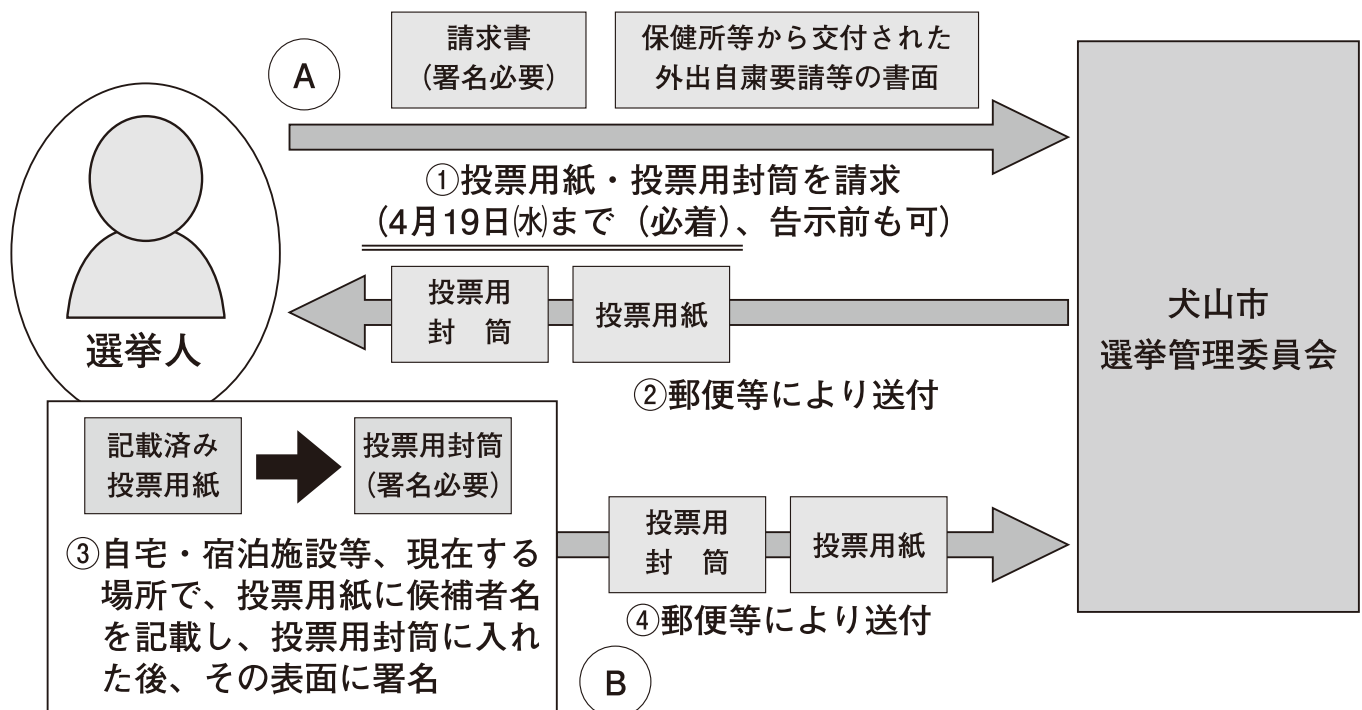 A
請求書
(署名必要)
保健所等から交付された
外出自粛要請等の書面
①投票用紙・投票用封筒を請求
(4月19日㈬まで(必着)、告示前も可)
選挙人
投票用
封　筒
投票用紙
②郵便等により送付
犬山市
選挙管理委員会
記載済み
投票用紙
投票用封筒
(署名必要)
③自宅・宿泊施設等、現在する
場所で、投票用紙に候補者名
を記載し、投票用封筒に入れ
た後、その表面に署名
投票用
封　筒
投票用紙
④郵便等により送付
B